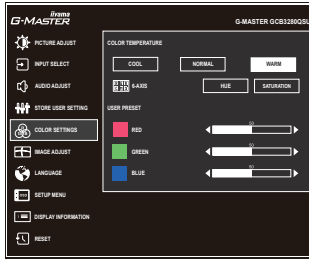 iiyama
G-MASTER
G-MASTER GCB3280QSU
PICTURE ADJUST
INPUT SELECT
AUDIO ADJUST
STORE USER SETTING
COLOR SETTINGS
IMAGE ADJUST
LANGUAGE
SETUP MENU
DISPLAY INFORMATION
RESET
COLOR TEMPERATURE
COOL NORMAL WARM
6-AXIS HUE SATURATION
USER PRESET
RED 50
GREEN 50
BLUE 50